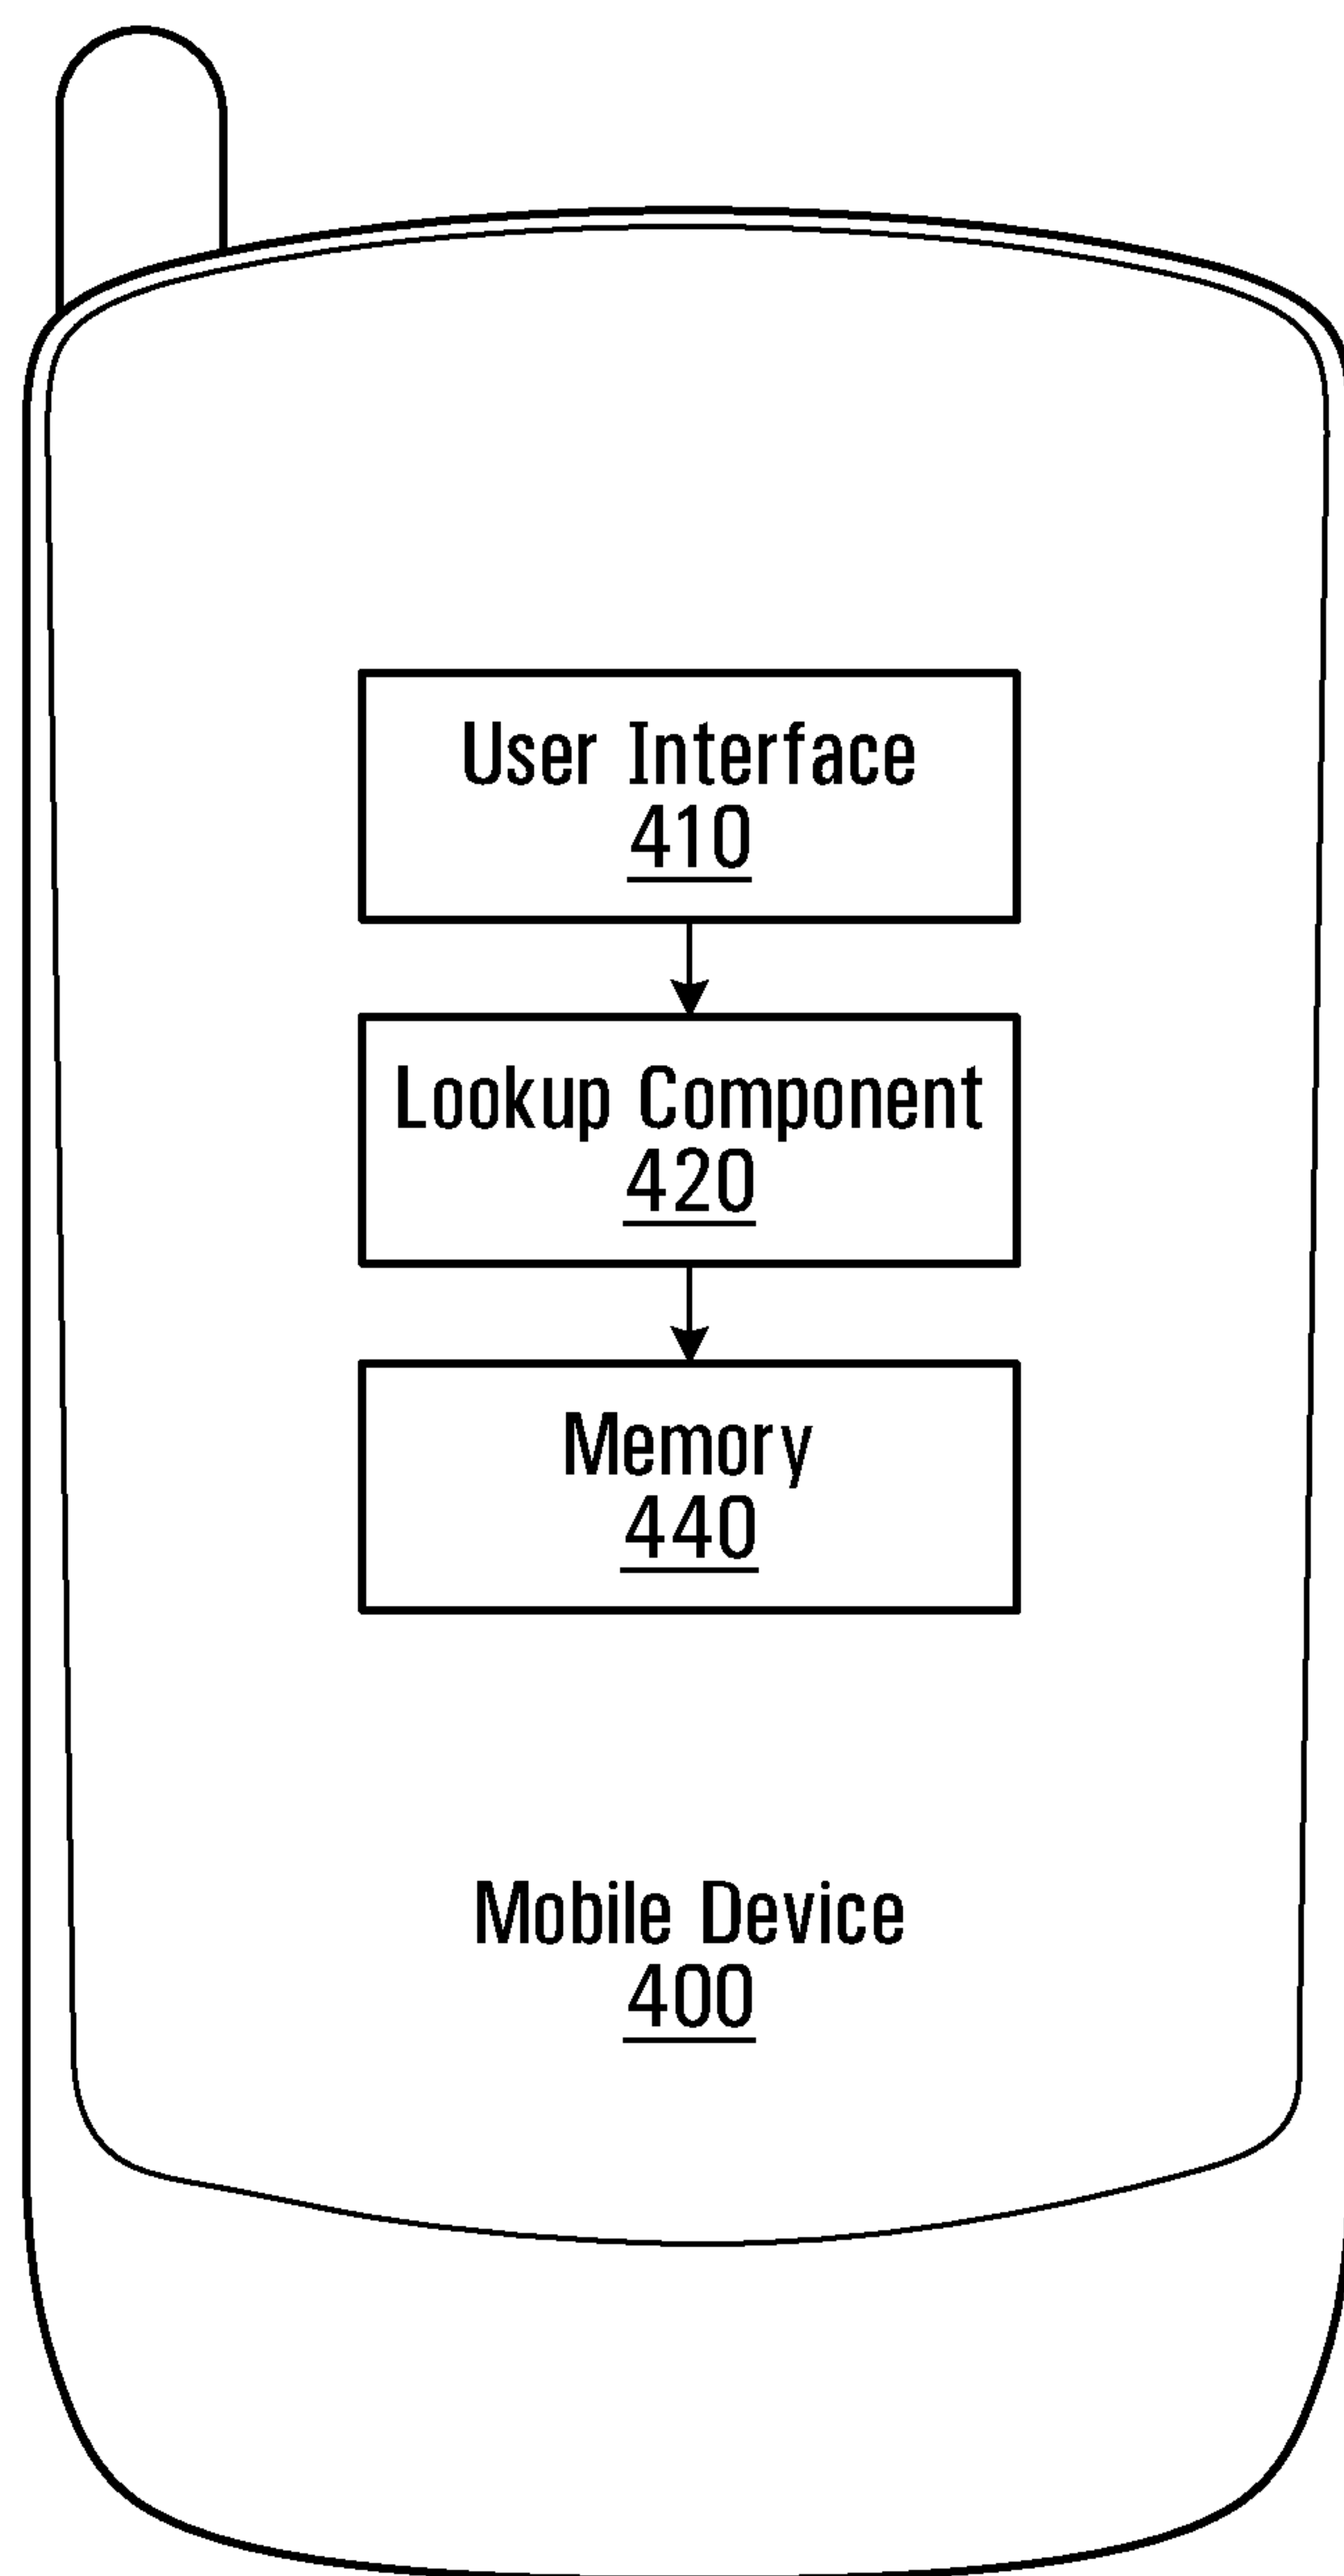 User Interface
410
Lookup Component
420
Memory
440
Mobile Device
400